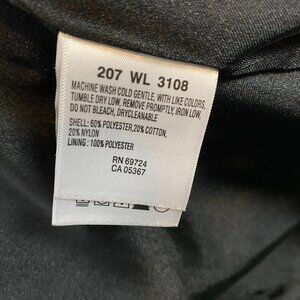 207 WL 3108
MACHINE WASH COLD GENTLE, WITH LIKE COLORS,
TUMBLE DRY LOW, REMOVE PROMPTLY, IRON LOW,
DO NOT BLEACH, DRYCLEANABLE
SHELL: 60% POLYESTER, 20% COTTON,
20% NYLON
LINING: 100% POLYESTER
RN 69724
CA 05367